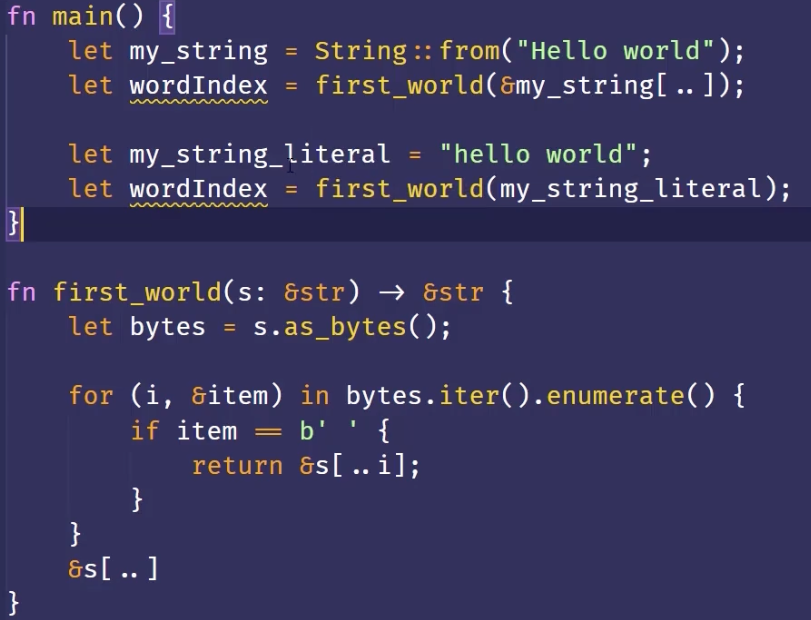 fn main() {
    let my_string = String::from("Hello world");
    let wordIndex = first_world(&my_string[..]);

    let my_string_literal = "hello world";
    let wordIndex = first_world(my_string_literal);
}

fn first_world(s: &str) -> &str {
    let bytes = s.as_bytes();

    for (i, &item) in bytes.iter().enumerate() {
        if item == b' ' {
            return &s[..i];
        }
    }
    &s[..]
}